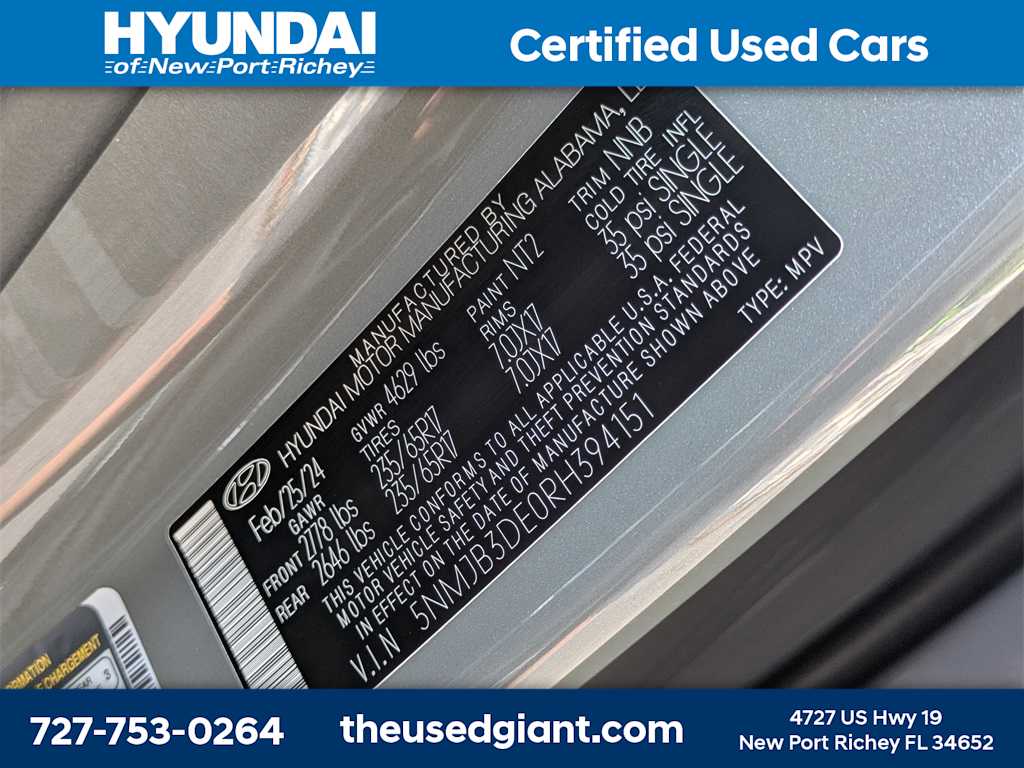 HYUNDAI
of New Port Richey
Certified Used Cars
MANUFACTURED BY
HYUNDAI MOTOR MANUFACTURING ALABAMA,
Feb/25/24 GVWR 4629 lbs PAINT NT2 TRIM NNB
GAWR TIRES RIMS COLD TIRE INFL
FRONT 2778 lbs 235/65R17 7.0JX17 35 psi SINGLE
REAR 2646 lbs 235/65R17 7.0JX17 35 psi SINGLE
THIS VEHICLE CONFORMS TO ALL APPLICABLE U.S.A. FEDERAL
MOTOR VEHICLE SAFETY AND THEFT PREVENTION STANDARDS
IN EFFECT ON THE DATE OF MANUFACTURE SHOWN ABOVE
V.I.N 5NMJB3DE0RH394151 TYPE: MPV
CHARGEMENT
3
727-753-0264
theusedgiant.com
4727 US Hwy 19
New Port Richey FL 34652